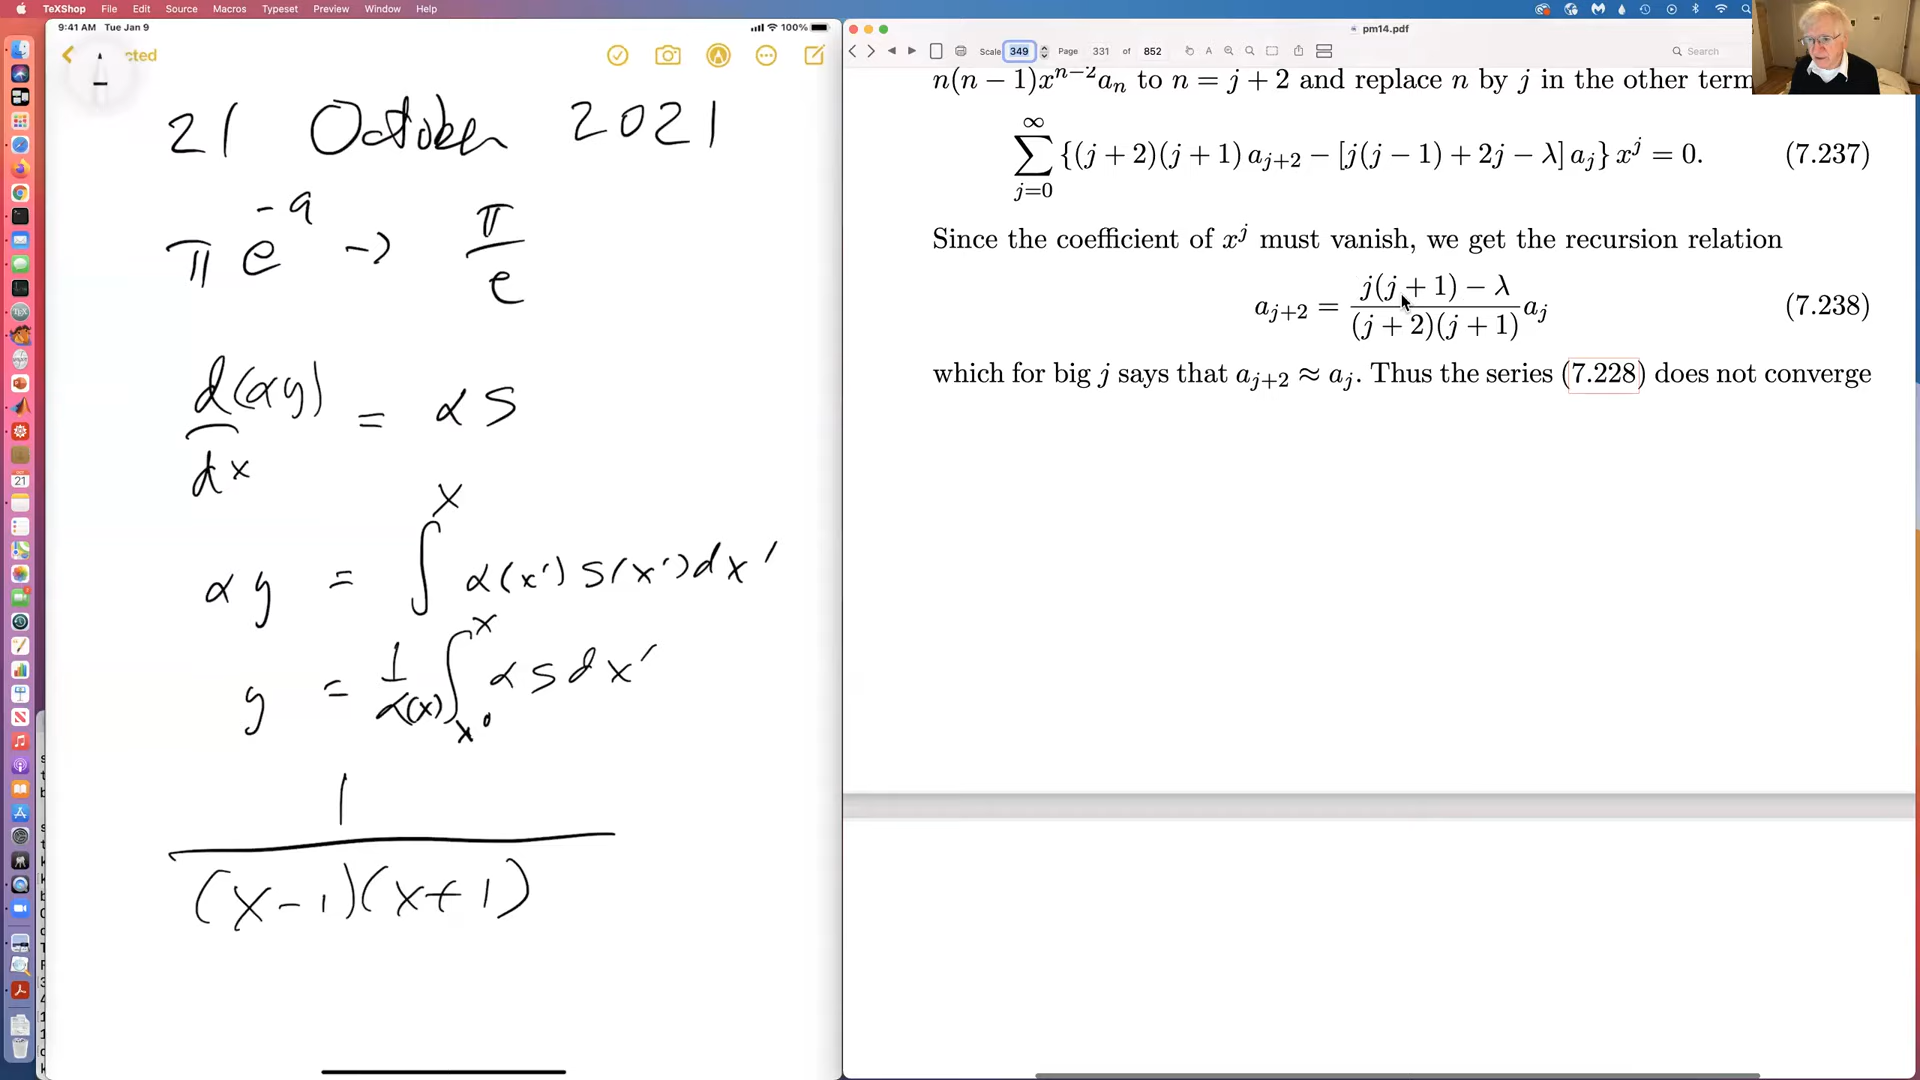 TeXShop File Edit Source Macros Typeset Preview Window Help
9:41 AM Tue Jan 9
100%
cted
21 October 2021
π e^{-a} → π/e
d(αy)/dx = α s
αy = ∫^x α(x′) s(x′) dx′
y = 1/α(x) ∫_{x_0}^{x} α s dx′
1/((x-1)(x+1))
pm14.pdf
Scale 349 Page 331 of 852 Search
n(n − 1)x^{n−2}a_n to n = j + 2 and replace n by j in the other term
∑_{j=0}^{∞} {(j + 2)(j + 1) a_{j+2} − [j(j − 1) + 2j − λ] a_j} x^j = 0. (7.237)
Since the coefficient of x^j must vanish, we get the recursion relation
a_{j+2} = (j(j + 1) − λ)/((j + 2)(j + 1)) a_j (7.238)
which for big j says that a_{j+2} ≈ a_j. Thus the series (7.228) does not converge